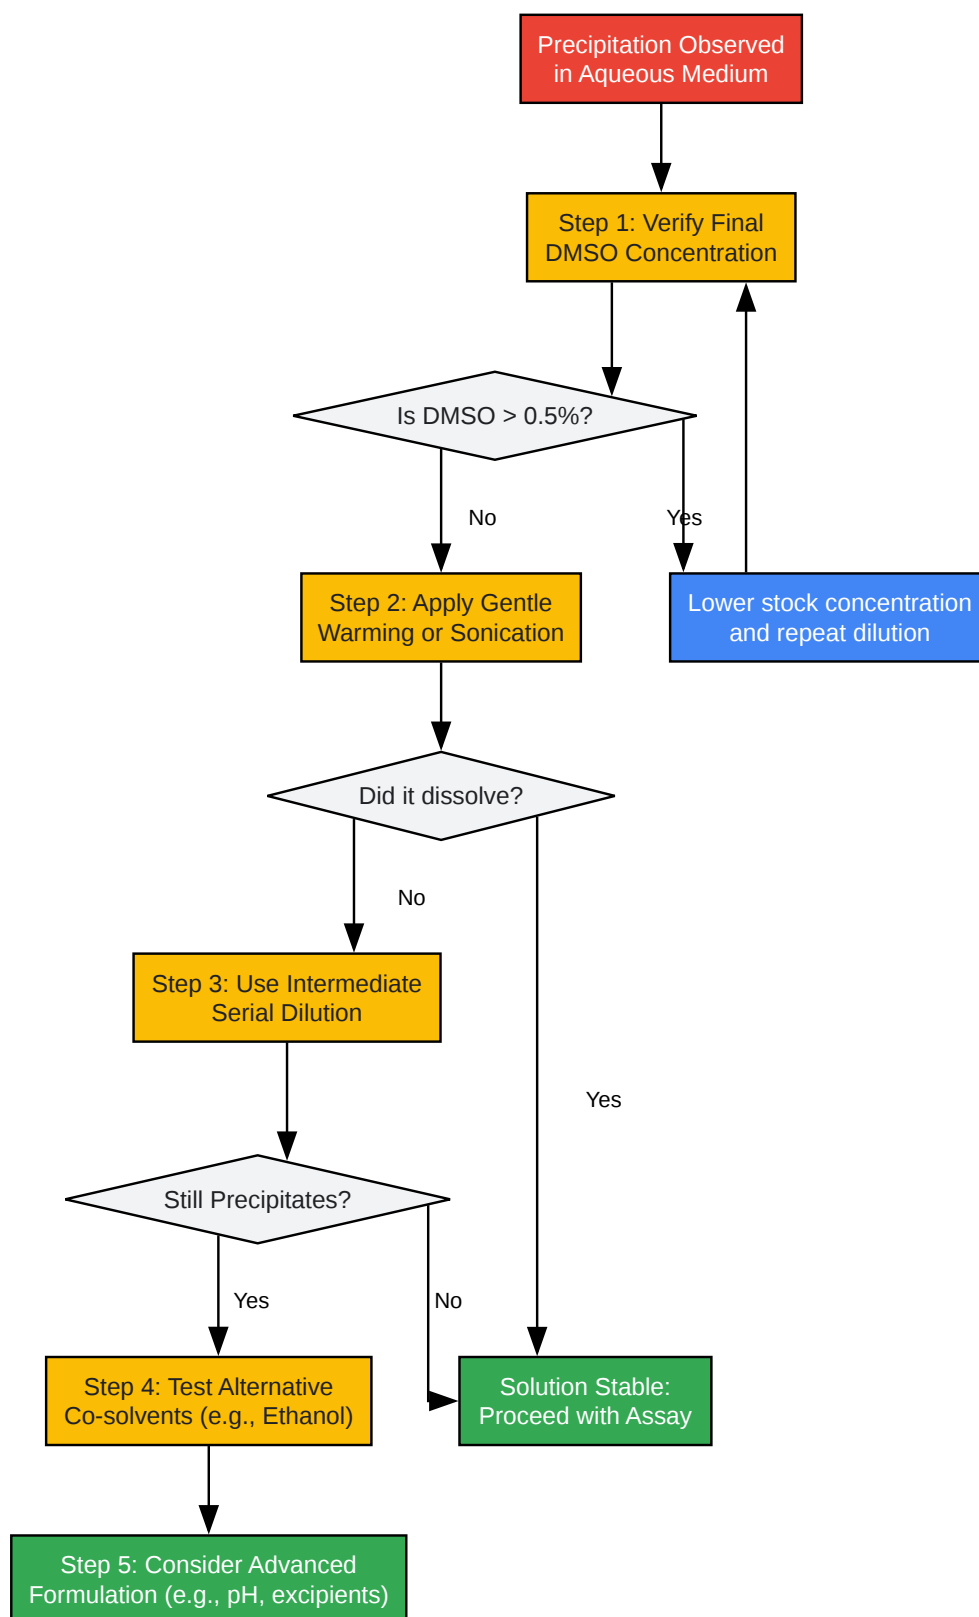 Precipitation Observed
in Aqueous Medium
Step 1: Verify Final
DMSO Concentration
Is DMSO > 0.5%?
No
Yes
Step 2: Apply Gentle
Warming or Sonication
Lower stock concentration
and repeat dilution
Did it dissolve?
No
Step 3: Use Intermediate
Serial Dilution
Yes
Still Precipitates?
Yes
No
Step 4: Test Alternative
Co-solvents (e.g., Ethanol)
Solution Stable:
Proceed with Assay
Step 5: Consider Advanced
Formulation (e.g., pH, excipients)